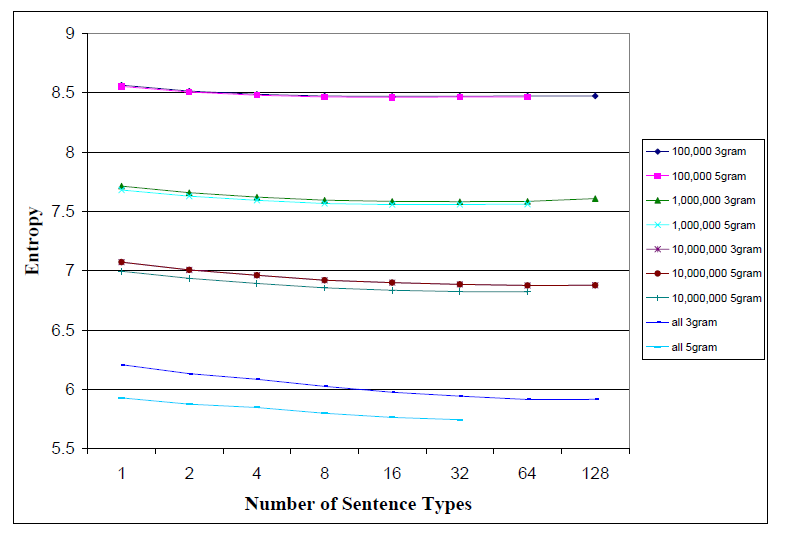 9
8.5
8
7.5
7
6.5
6
5.5
Entropy
1 2 4 8 16 32 64 128
Number of Sentence Types
100,000 3gram
100,000 5gram
1,000,000 3gram
1,000,000 5gram
10,000,000 3gram
10,000,000 5gram
10,000,000 5gram
all 3gram
all 5gram